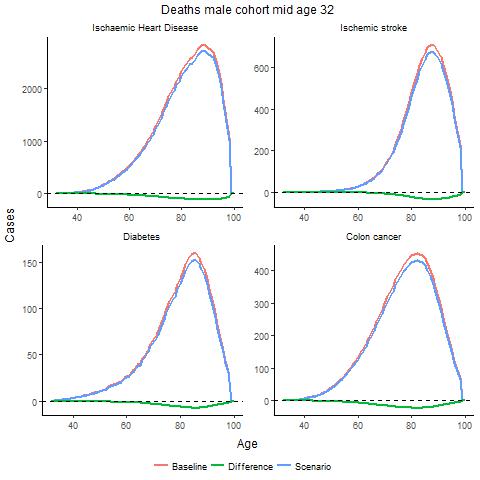 Deaths male cohort mid age 32
Ischaemic Heart Disease
Ischemic stroke
2000
1000
0
40 60 80 100
600
400
200
0
40 60 80 100
Cases
Diabetes
Colon cancer
150
100
50
0
40 60 80 100
400
300
200
100
0
40 60 80 100
Age
Baseline Difference Scenario